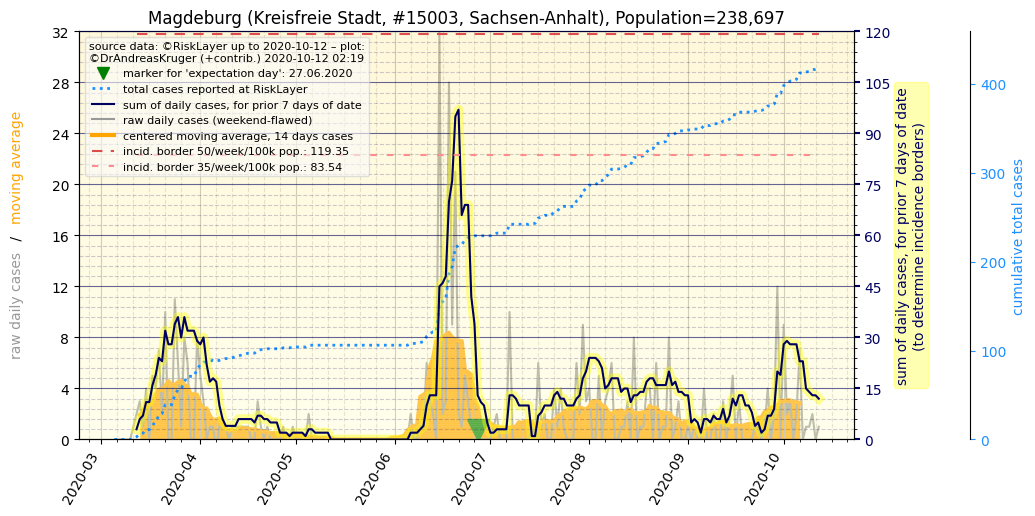 Magdeburg (Kreisfreie Stadt, #15003, Sachsen-Anhalt), Population=238,697
source data: ©RiskLayer up to 2020-10-12 – plot:
©DrAndreasKruger (+contrib.) 2020-10-12 02:19
marker for 'expectation day': 27.06.2020
total cases reported at RiskLayer
sum of daily cases, for prior 7 days of date
raw daily cases (weekend-flawed)
centered moving average, 14 days cases
incid. border 50/week/100k pop.: 119.35
incid. border 35/week/100k pop.: 83.54
raw daily cases / moving average
32
28
24
20
16
12
8
4
0
120
105
90
75
60
45
30
15
0
sum of daily cases, for prior 7 days of date
(to determine incidence borders)
400
300
200
100
0
cumulative total cases
2020-03
2020-04
2020-05
2020-06
2020-07
2020-08
2020-09
2020-10